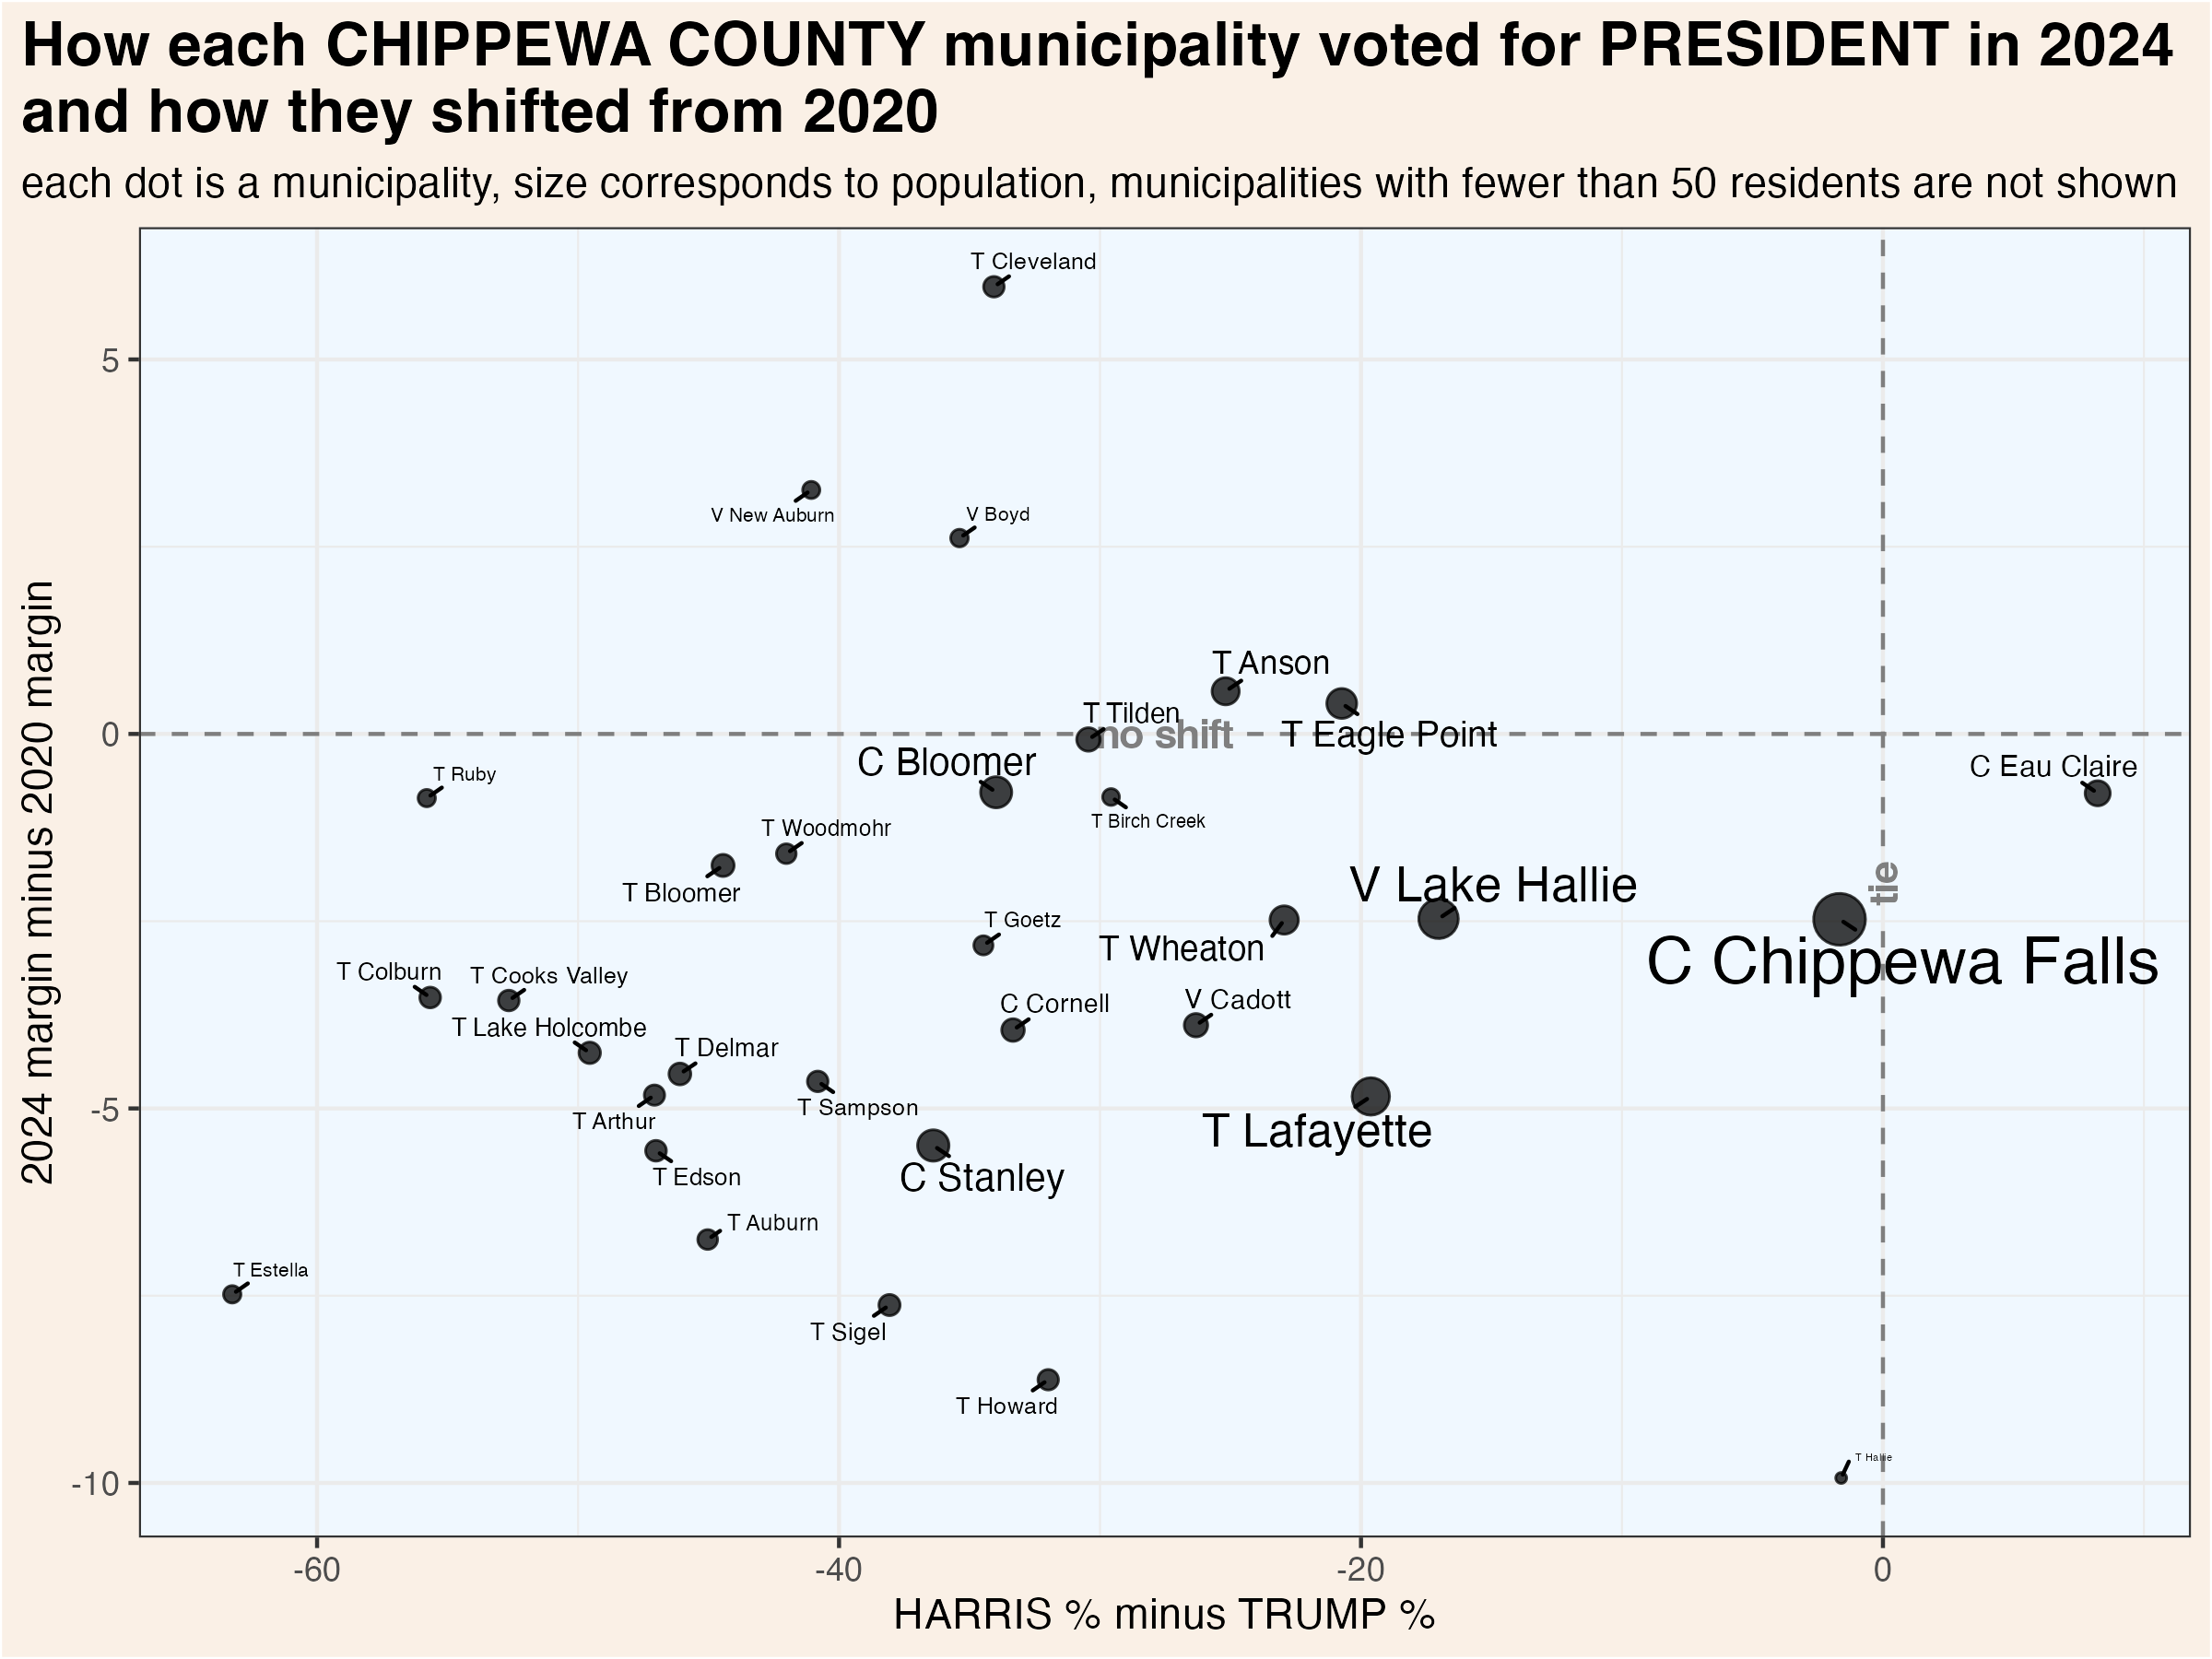 How each CHIPPEWA COUNTY municipality voted for PRESIDENT in 2024
and how they shifted from 2020
each dot is a municipality, size corresponds to population, municipalities with fewer than 50 residents are not shown
T Cleveland
5
V New Auburn
V Boyd
T Anson
T Tilden
0
no shift
T Eagle Point
C Bloomer
C Eau Claire
T Ruby
T Birch Creek
T Woodmohr
tie
V Lake Hallie
T Bloomer
T Goetz
T Wheaton
C Chippewa Falls
T Colburn
T Cooks Valley
V Cadott
C Cornell
T Lake Holcombe
T Delmar
-5
T Sampson
T Arthur
T Lafayette
T Edson
C Stanley
T Auburn
T Estella
T Sigel
T Howard
T Hallie
-10
2024 margin minus 2020 margin
-60
-40
-20
0
HARRIS % minus TRUMP %